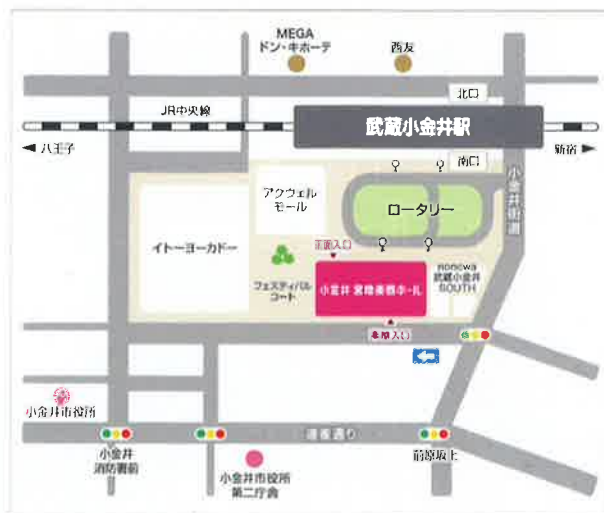 MEGA
ドン・キホーテ
西友
北口
JR中央線
武蔵小金井駅
八王子
新宿
南口
小金井街道
アクウェル
モール
ロータリー
イトーヨーカドー
正面入口
フェスティバル
コート
小金井 宮地楽器ホール
nonowa
武蔵小金井
SOUTH
車用入口
小金井市役所
連雀通り
小金井
消防署前
前原坂上
小金井市役所
第二庁舎